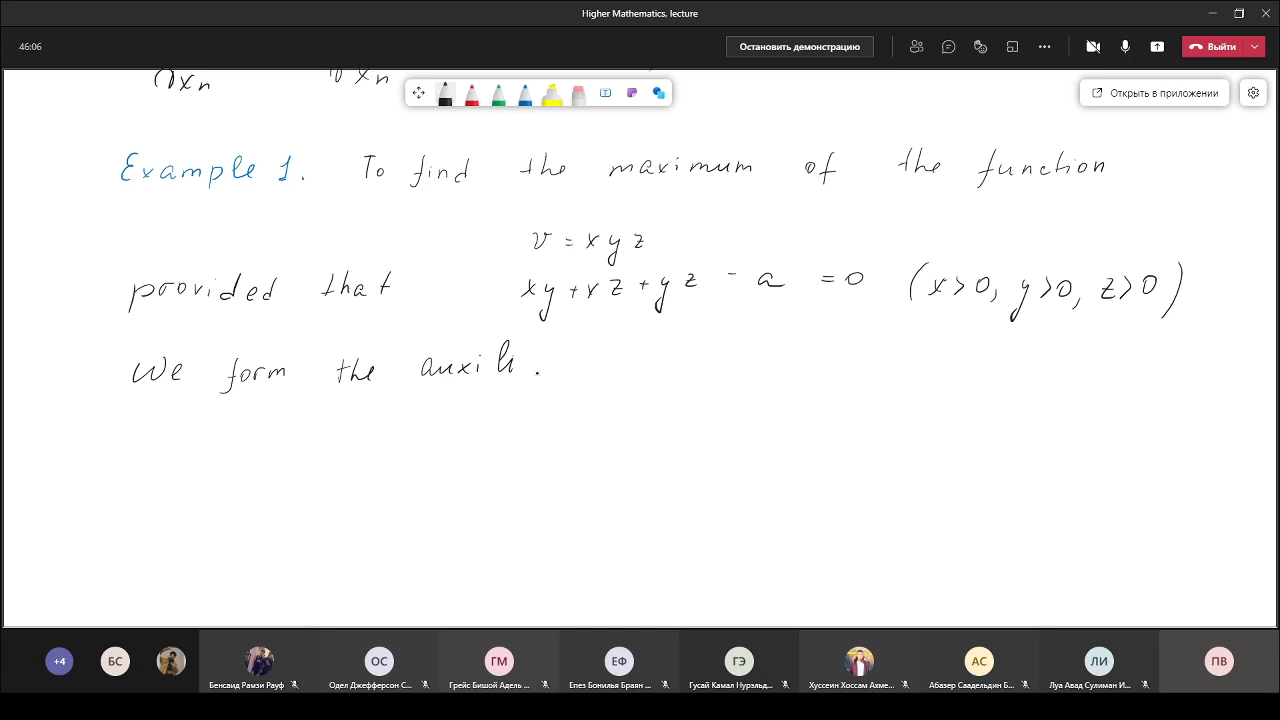 Higher Mathematics, lecture
46:06
Остановить демонстрацию
Выйти
Открыть в приложении
Example 1. To find the maximum of the function
v = x y z
provided that xy + xz + yz - a = 0 (x>0, y>0, z>0)
We form the auxili.
+4
БС
ОС
ГМ
ЕФ
ГЭ
АС
ЛИ
ПВ
Бенсаид Рамзи Рауф
Одел Джефферсон С...
Грейс Бишой Адель ...
Епез Бонилья Браян ...
Гусай Камал Нурэльд...
Хуссеин Хоссам Ахме...
Абазер Саадельдин Б...
Луа Авад Сулиман И...